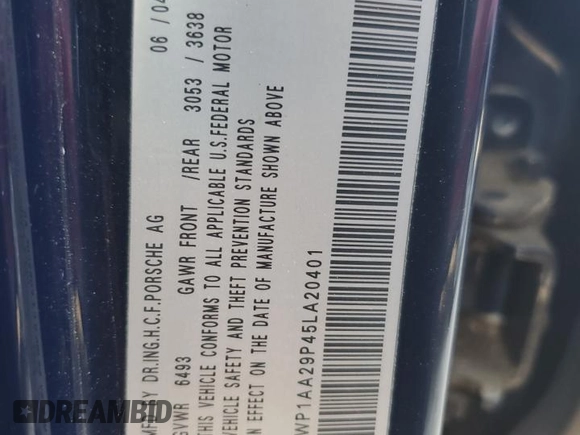 MFD BY DR.ING.H.C.F.PORSCHE AG 06 / 04
GVWR 6493 GAWR FRONT /REAR 3053 / 3638
THIS VEHICLE CONFORMS TO ALL APPLICABLE U.S.FEDERAL MOTOR
VEHICLE SAFETY AND THEFT PREVENTION STANDARDS
IN EFFECT ON THE DATE OF MANUFACTURE SHOWN ABOVE
WP1AA29P45LA20401
DREAMBID